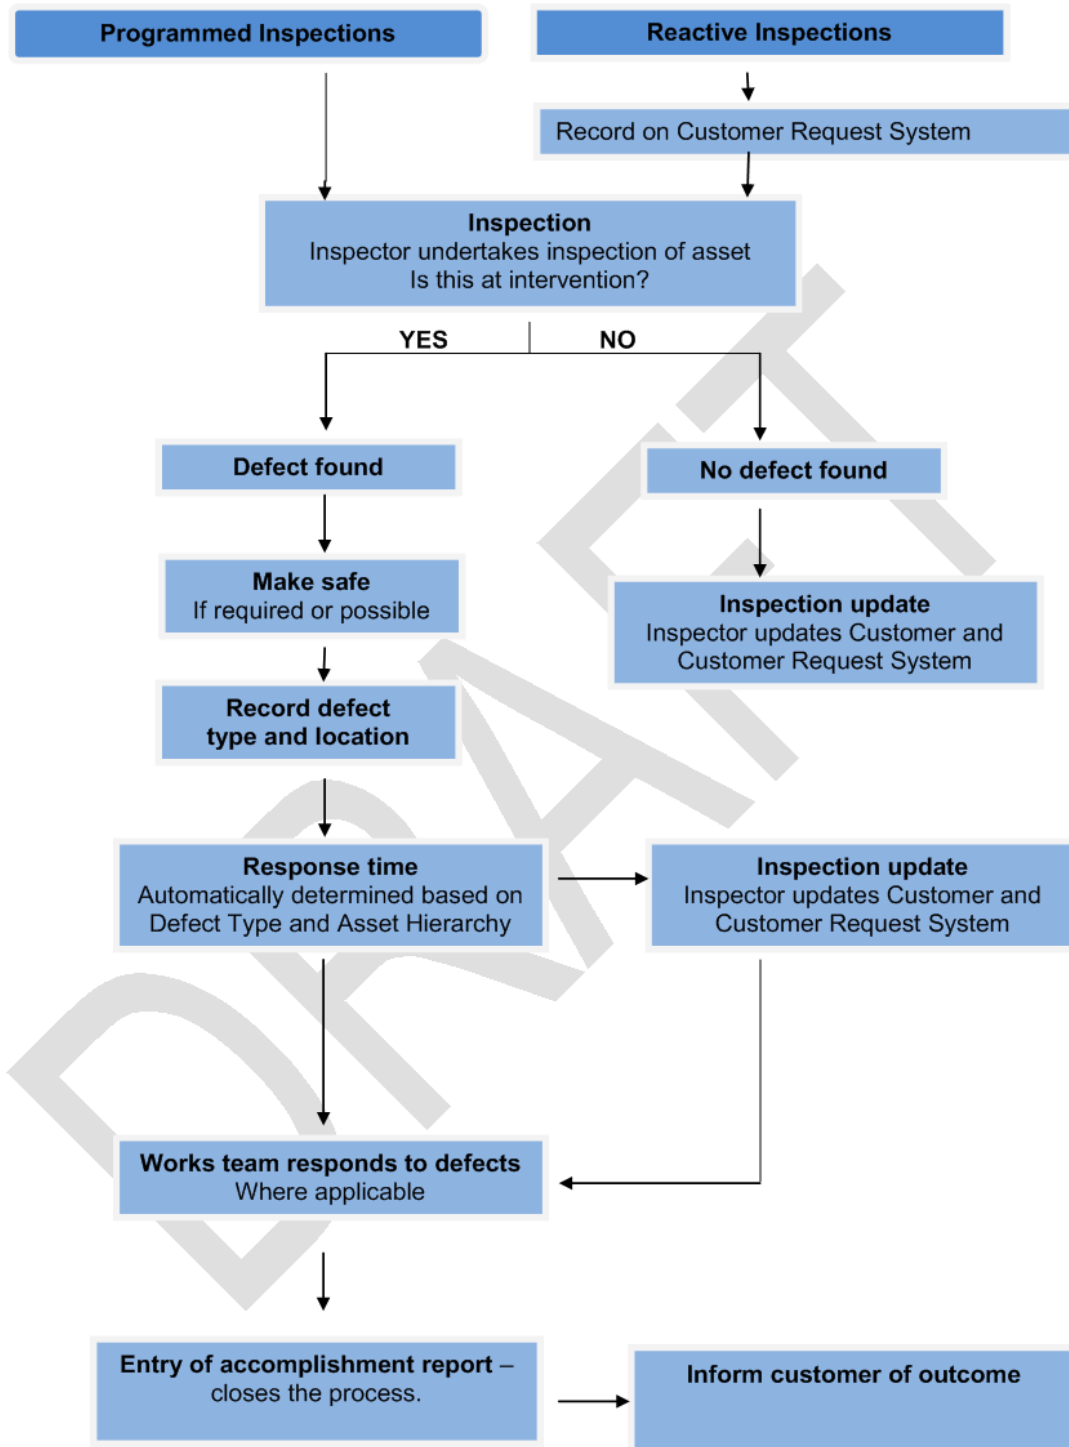 Programmed Inspections
Reactive Inspections
Record on Customer Request System
Inspection
Inspector undertakes inspection of asset
Is this at intervention?
YES
NO
Defect found
No defect found
Make safe
If required or possible
Inspection update
Inspector updates Customer and
Customer Request System
Record defect
type and location
Response time
Automatically determined based on
Defect Type and Asset Hierarchy
Inspection update
Inspector updates Customer and
Customer Request System
Works team responds to defects
Where applicable
Entry of accomplishment report –
closes the process.
Inform customer of outcome
DRAFT